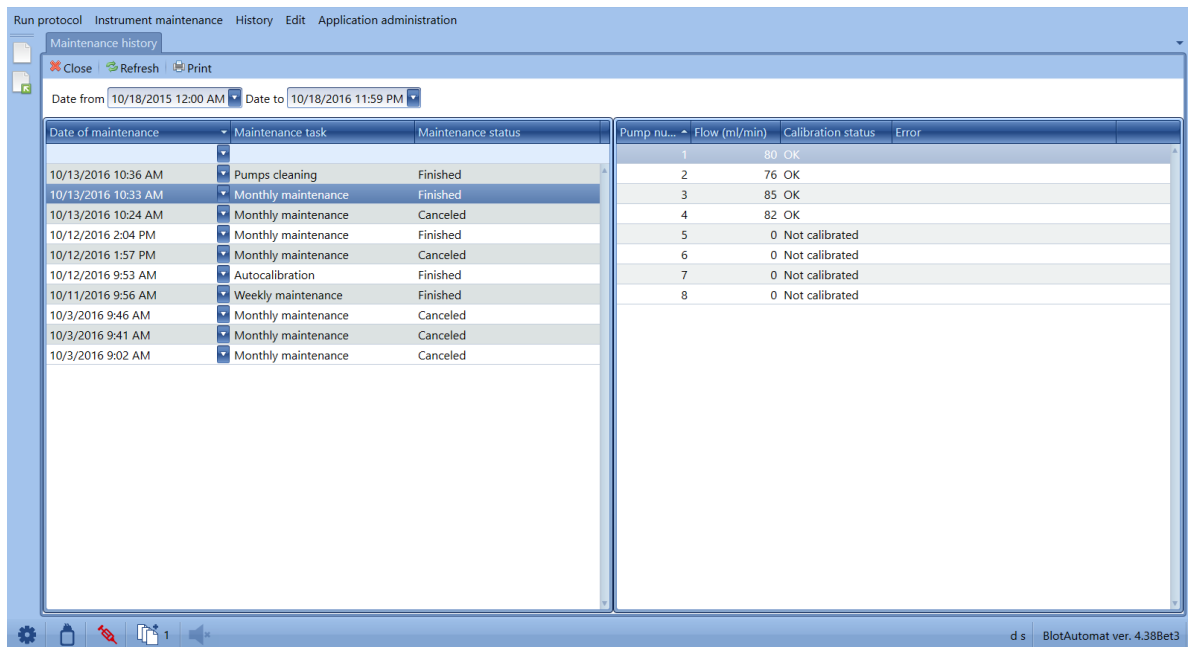 Run protocol Instrument maintenance History Edit Application administration
Maintenance history
Close Refresh Print
Date from 10/18/2015 12:00 AM Date to 10/18/2016 11:59 PM
Date of maintenance Maintenance task Maintenance status
10/13/2016 10:36 AM Pumps cleaning Finished
10/13/2016 10:33 AM Monthly maintenance Finished
10/13/2016 10:24 AM Monthly maintenance Canceled
10/12/2016 2:04 PM Monthly maintenance Finished
10/12/2016 1:57 PM Monthly maintenance Canceled
10/12/2016 9:53 AM Autocalibration Finished
10/11/2016 9:56 AM Weekly maintenance Finished
10/3/2016 9:46 AM Monthly maintenance Canceled
10/3/2016 9:41 AM Monthly maintenance Canceled
10/3/2016 9:02 AM Monthly maintenance Canceled
Pump nu... Flow (ml/min) Calibration status Error
1 80 OK
2 76 OK
3 85 OK
4 82 OK
5 0 Not calibrated
6 0 Not calibrated
7 0 Not calibrated
8 0 Not calibrated
1
d s BlotAutomat ver. 4.38Bet3